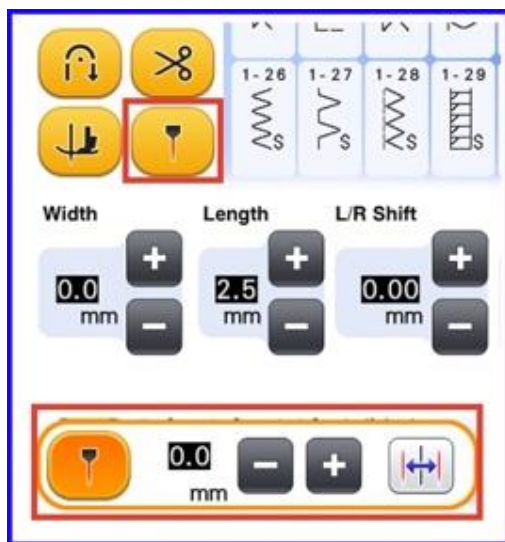 1-26 1-27 1-28 1-29
S S S S
Width Length L/R Shift
0.0 2.5 0.00
mm mm mm
0.0
mm